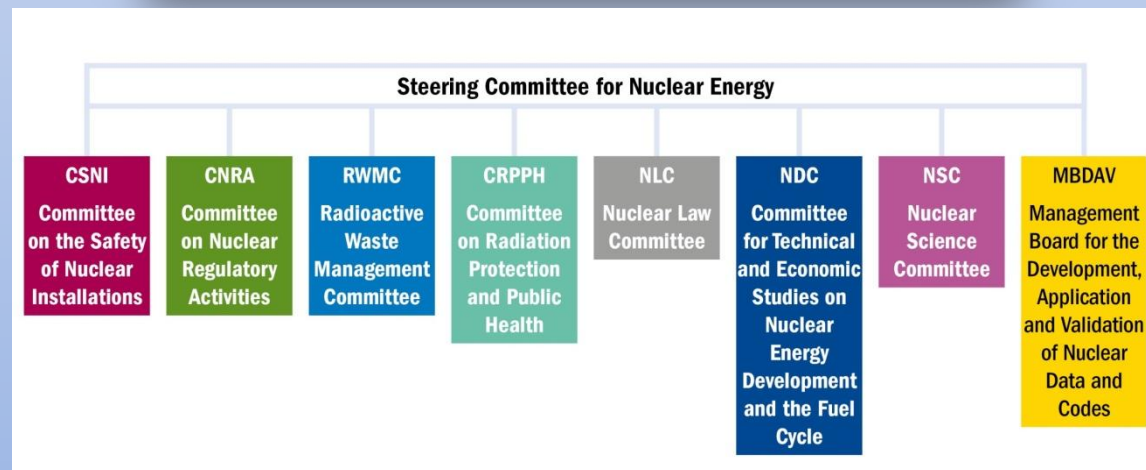 Steering Committee for Nuclear Energy
CSNI
Committee
on the Safety
of Nuclear
Installations
CNRA
Committee
on Nuclear
Regulatory
Activities
RWMC
Radioactive
Waste
Management
Committee
CRPPH
Committee
on Radiation
Protection
and Public
Health
NLC
Nuclear Law
Committee
NDC
Committee
for Technical
and Economic
Studies on
Nuclear
Energy
Development
and the Fuel
Cycle
NSC
Nuclear
Science
Committee
MBDAV
Management
Board for the
Development,
Application
and Validation
of Nuclear
Data and
Codes